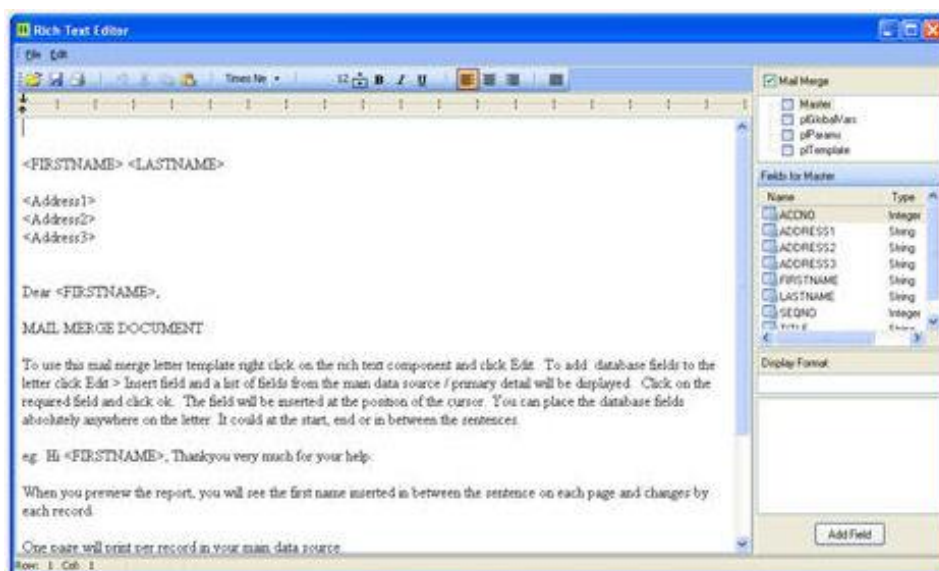 Rich Text Editor
File Edit
Times Ne 12 B I U
Mail Merge
Master
plGlobalVars
plParams
plTemplate
<FIRSTNAME> <LASTNAME>
<Address1>
<Address2>
<Address3>
Dear <FIRSTNAME>,
MAIL MERGE DOCUMENT
To use this mail merge letter template right click on the rich text component and click Edit. To add database fields to the
letter click Edit > Insert field and a list of fields from the main data source / primary detail will be displayed. Click on the
required field and click ok. The field will be inserted at the position of the cursor. You can place the database fields
absolutely anywhere on the letter. It could at the start, end or in between the sentences.
eg. Hi <FIRSTNAME>, Thankyou very much for your help.
When you preview the report, you will see the first name inserted in between the sentence on each page and changes by
each record.
One page will print per record in your main data source
Fields for Master
Name Type
ACCNO Integer
ADDRESS1 String
ADDRESS2 String
ADDRESS3 String
FIRSTNAME String
LASTNAME String
SEQNO Integer
TITLE String
Display Format
Add Field
Row: 1 Col: 1